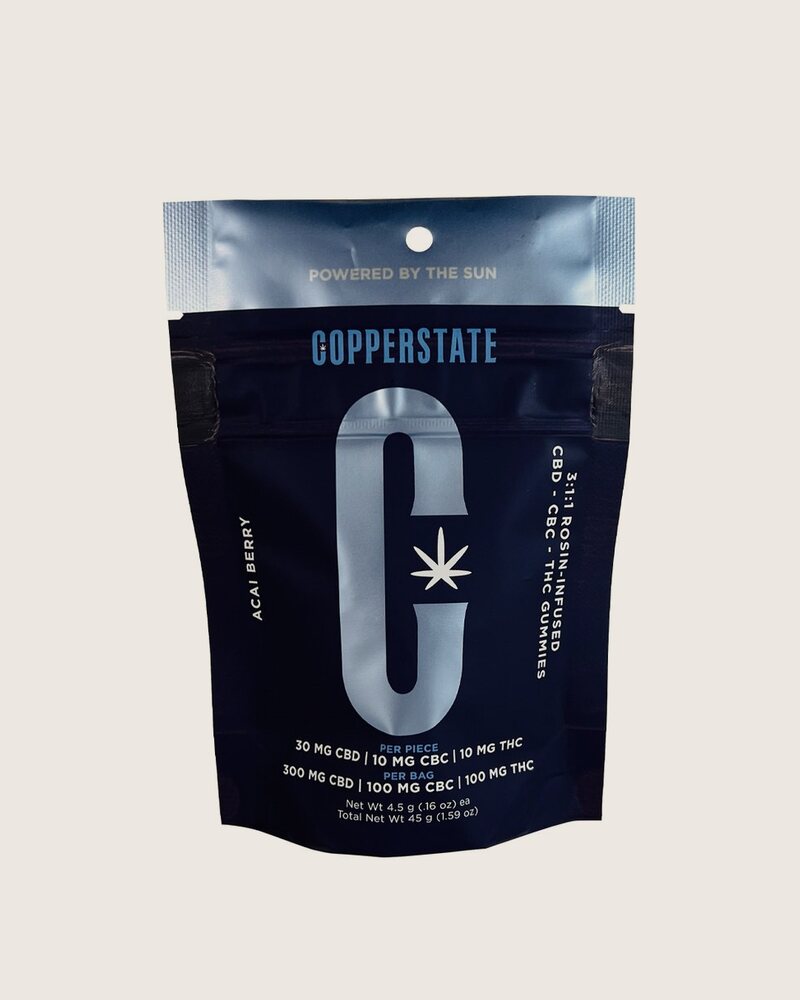 POWERED BY THE SUN
COPPERSTATE
C
ACAI BERRY
3:1:1 ROSIN-INFUSED
CBD - CBC - THC GUMMIES
PER PIECE
30 MG CBD | 10 MG CBC | 10 MG THC
PER BAG
300 MG CBD | 100 MG CBC | 100 MG THC
Net Wt 4.5 g (.16 oz) ea
Total Net Wt 45 g (1.59 oz)